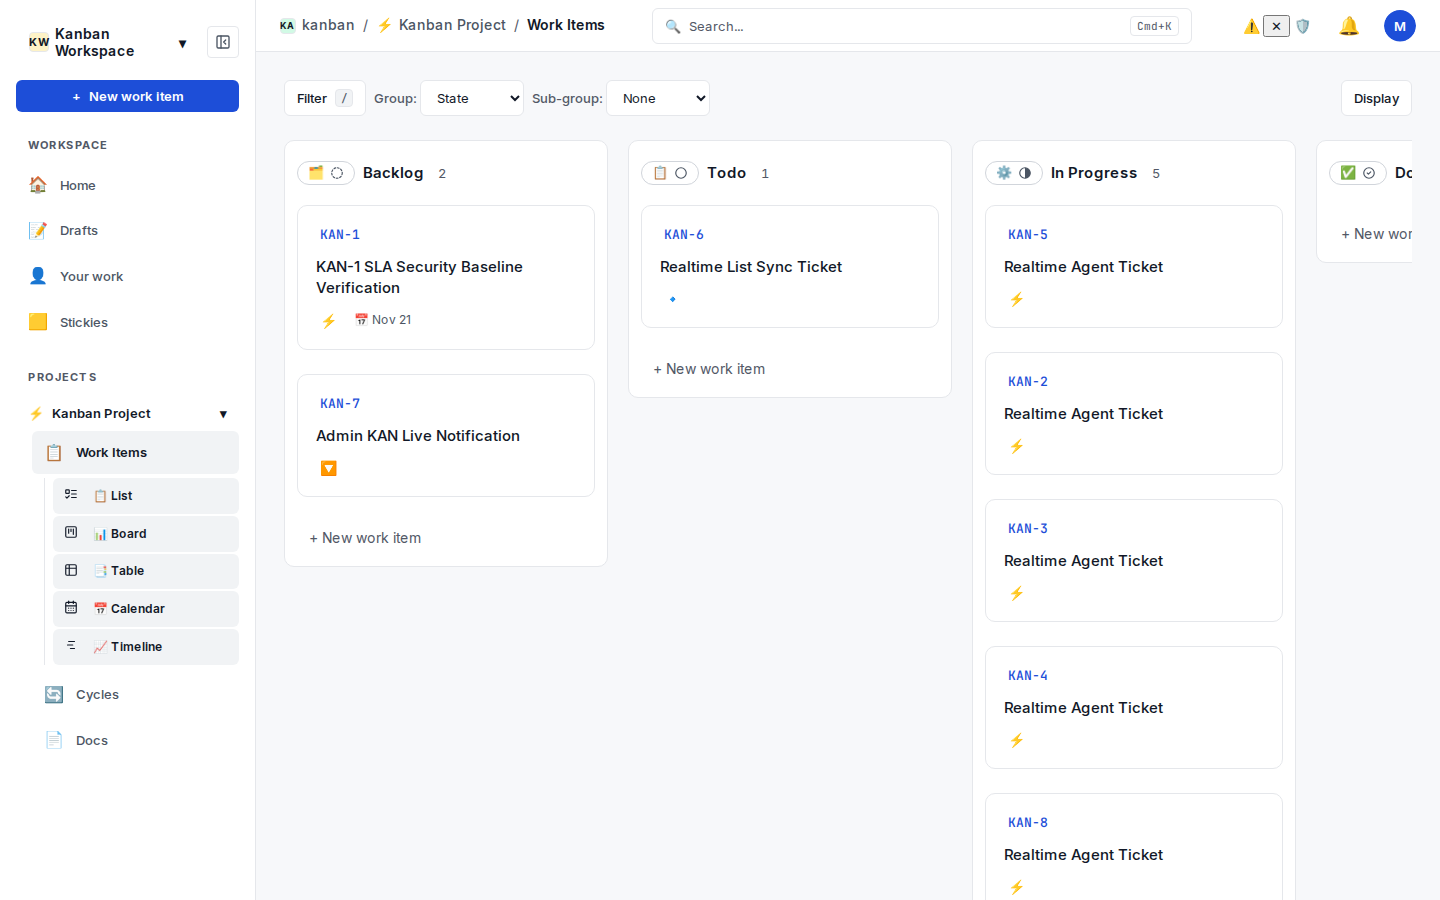 KW Kanban Workspace ▾
+ New work item
WORKSPACE
Home
Drafts
Your work
Stickies
PROJECTS
Kanban Project ▾
Work Items
List
Board
Table
Calendar
Timeline
Cycles
Docs
KA kanban / Kanban Project / Work Items
Search... Cmd+K
M
Filter / Group: State Sub-group: None Display
Backlog 2
KAN-1
KAN-1 SLA Security Baseline
Verification
Nov 21
KAN-7
Admin KAN Live Notification
+ New work item
Todo 1
KAN-6
Realtime List Sync Ticket
+ New work item
In Progress 5
KAN-5
Realtime Agent Ticket
KAN-2
Realtime Agent Ticket
KAN-3
Realtime Agent Ticket
KAN-4
Realtime Agent Ticket
KAN-8
Realtime Agent Ticket
Do
+ New wor